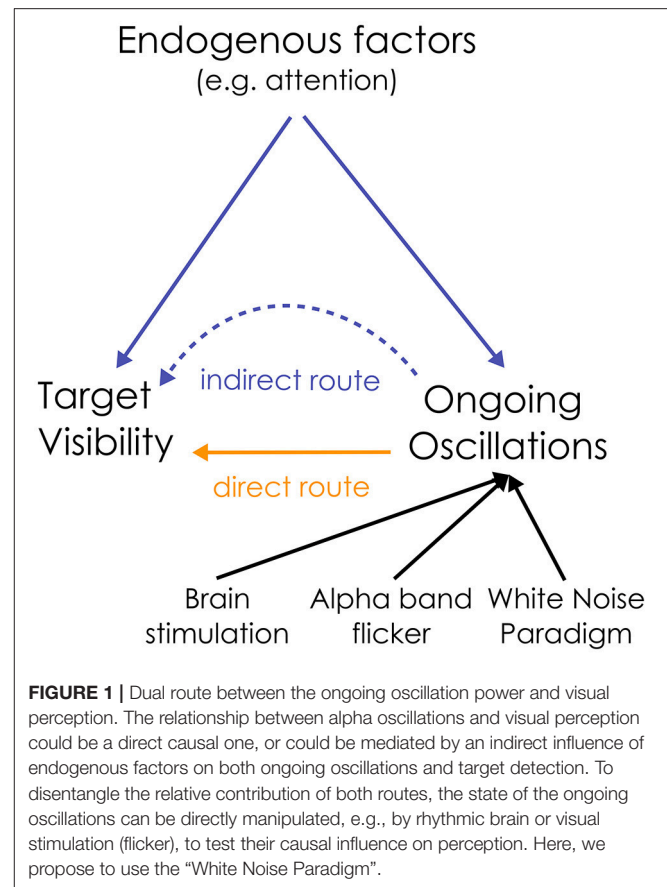 Endogenous factors
(e.g. attention)
indirect route
Target
Visibility
Ongoing
Oscillations
direct route
Brain
stimulation
Alpha band
flicker
White Noise
Paradigm
FIGURE 1 | Dual route between the ongoing oscillation power and visual
perception. The relationship between alpha oscillations and visual perception
could be a direct causal one, or could be mediated by an indirect influence of
endogenous factors on both ongoing oscillations and target detection. To
disentangle the relative contribution of both routes, the state of the ongoing
oscillations can be directly manipulated, e.g., by rhythmic brain or visual
stimulation (flicker), to test their causal influence on perception. Here, we
propose to use the “White Noise Paradigm”.